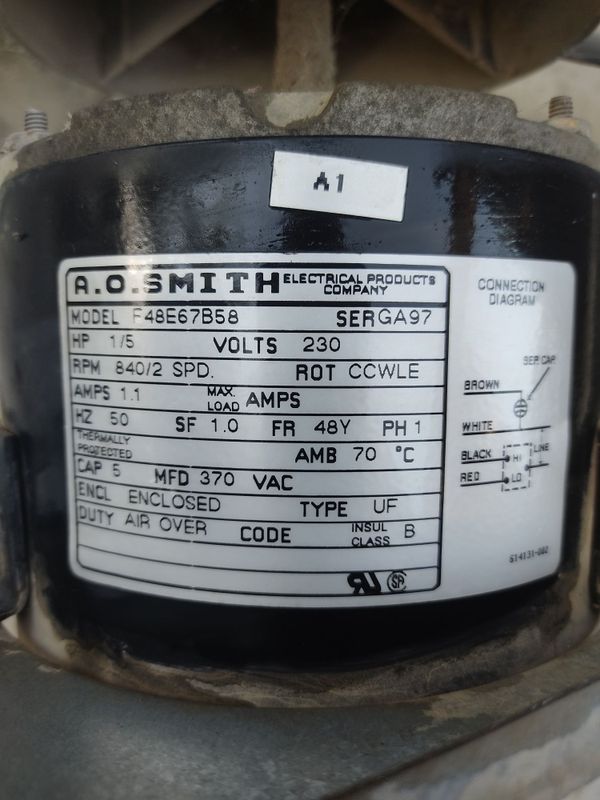 A1
A.O.SMITH ELECTRICAL PRODUCTS COMPANY
MODEL F48E67B58 SER GA97
HP 1/5 VOLTS 230
RPM 840/2 SPD. ROT CCWLE
AMPS 1.1 MAX. LOAD AMPS
HZ 50 SF 1.0 FR 48Y PH 1
THERMALLY PROTECTED AMB 70 °C
CAP 5 MFD 370 VAC
ENCL ENCLOSED TYPE UF
DUTY AIR OVER CODE INSUL CLASS B
CONNECTION
DIAGRAM
SER CAP.
BROWN
WHITE
BLACK HI LINE
RED LO